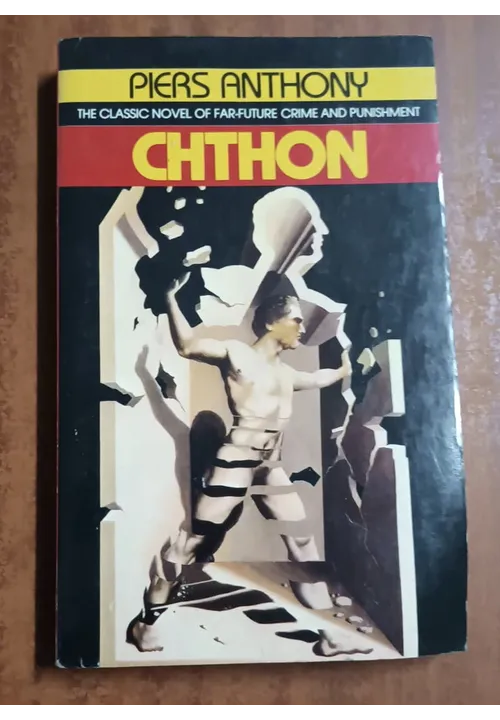 PIERS ANTHONY
THE CLASSIC NOVEL OF FAR-FUTURE CRIME AND PUNISHMENT
CHTHON